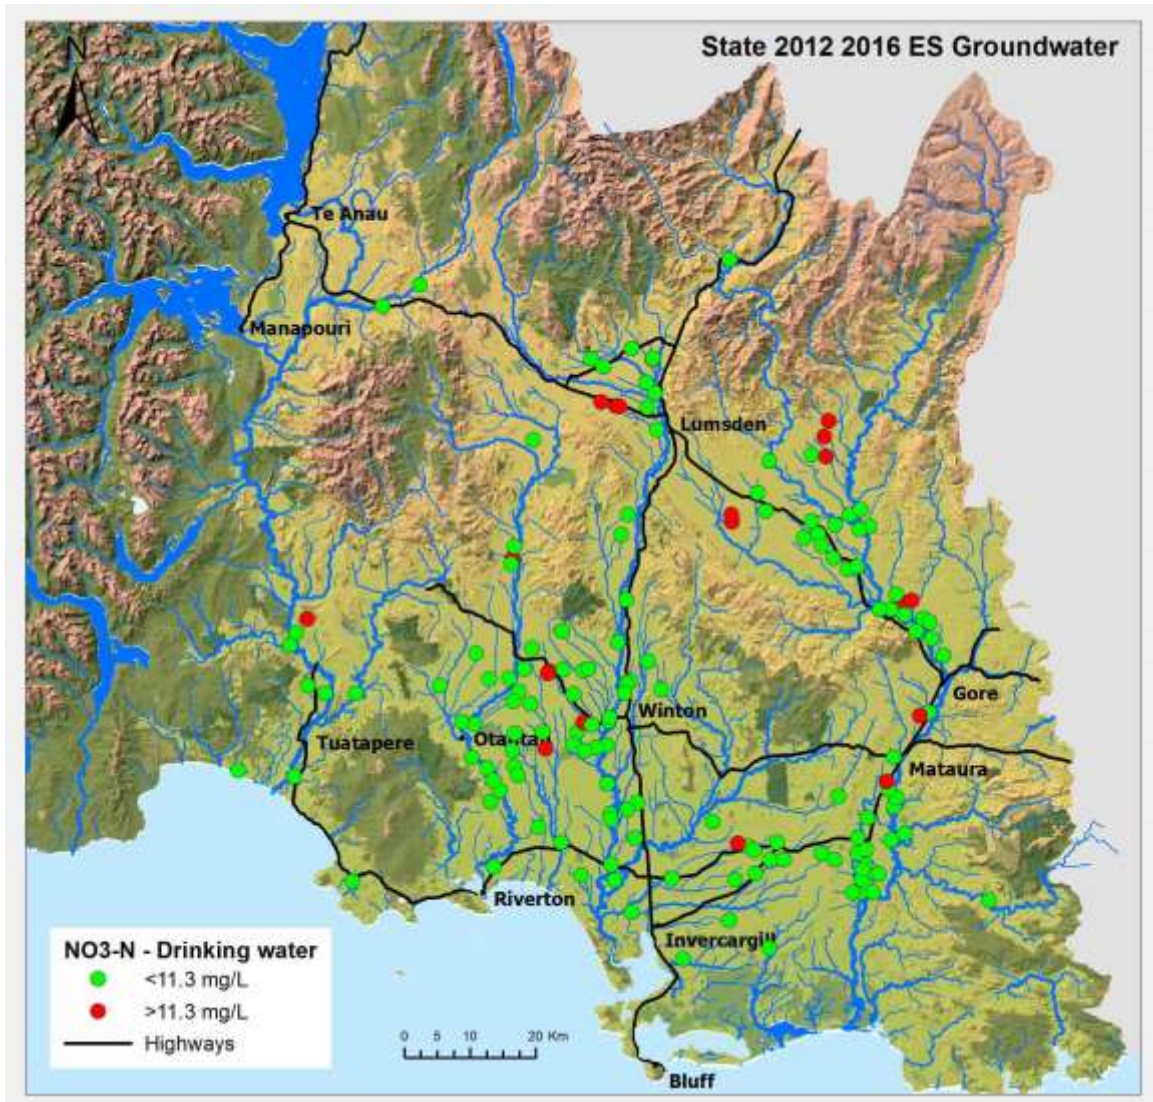 State 2012 2016 ES Groundwater
N
Te Anau
Manapouri
Lumsden
Gore
Winton
Tuatapere
Mataura
Riverton
Invercargill
NO3-N - Drinking water
<11.3 mg/L
>11.3 mg/L
Highways
0 5 10 20 Km
Bluff